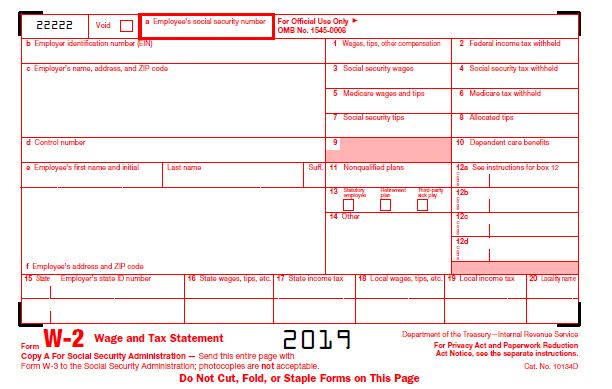 22222
Void
a Employee's social security number
For Official Use Only ►
OMB No. 1545-0008
b Employer identification number (EIN)
1 Wages, tips, other compensation
2 Federal income tax withheld
c Employer's name, address, and ZIP code
3 Social security wages
4 Social security tax withheld
5 Medicare wages and tips
6 Medicare tax withheld
7 Social security tips
8 Allocated tips
d Control number
9
10 Dependent care benefits
e Employee's first name and initial
Last name
Suff.
11 Nonqualified plans
12a See instructions for box 12
13 Statutory employee
Retirement plan
Third-party sick pay
12b
14 Other
12c
12d
f Employee's address and ZIP code
15 State
Employer's state ID number
16 State wages, tips, etc.
17 State income tax
18 Local wages, tips, etc.
19 Local income tax
20 Locality name
Form W-2 Wage and Tax Statement
2019
Department of the Treasury—Internal Revenue Service
For Privacy Act and Paperwork Reduction
Act Notice, see the separate instructions.
Copy A For Social Security Administration — Send this entire page with
Form W-3 to the Social Security Administration; photocopies are not acceptable.
Cat. No. 10134D
Do Not Cut, Fold, or Staple Forms on This Page